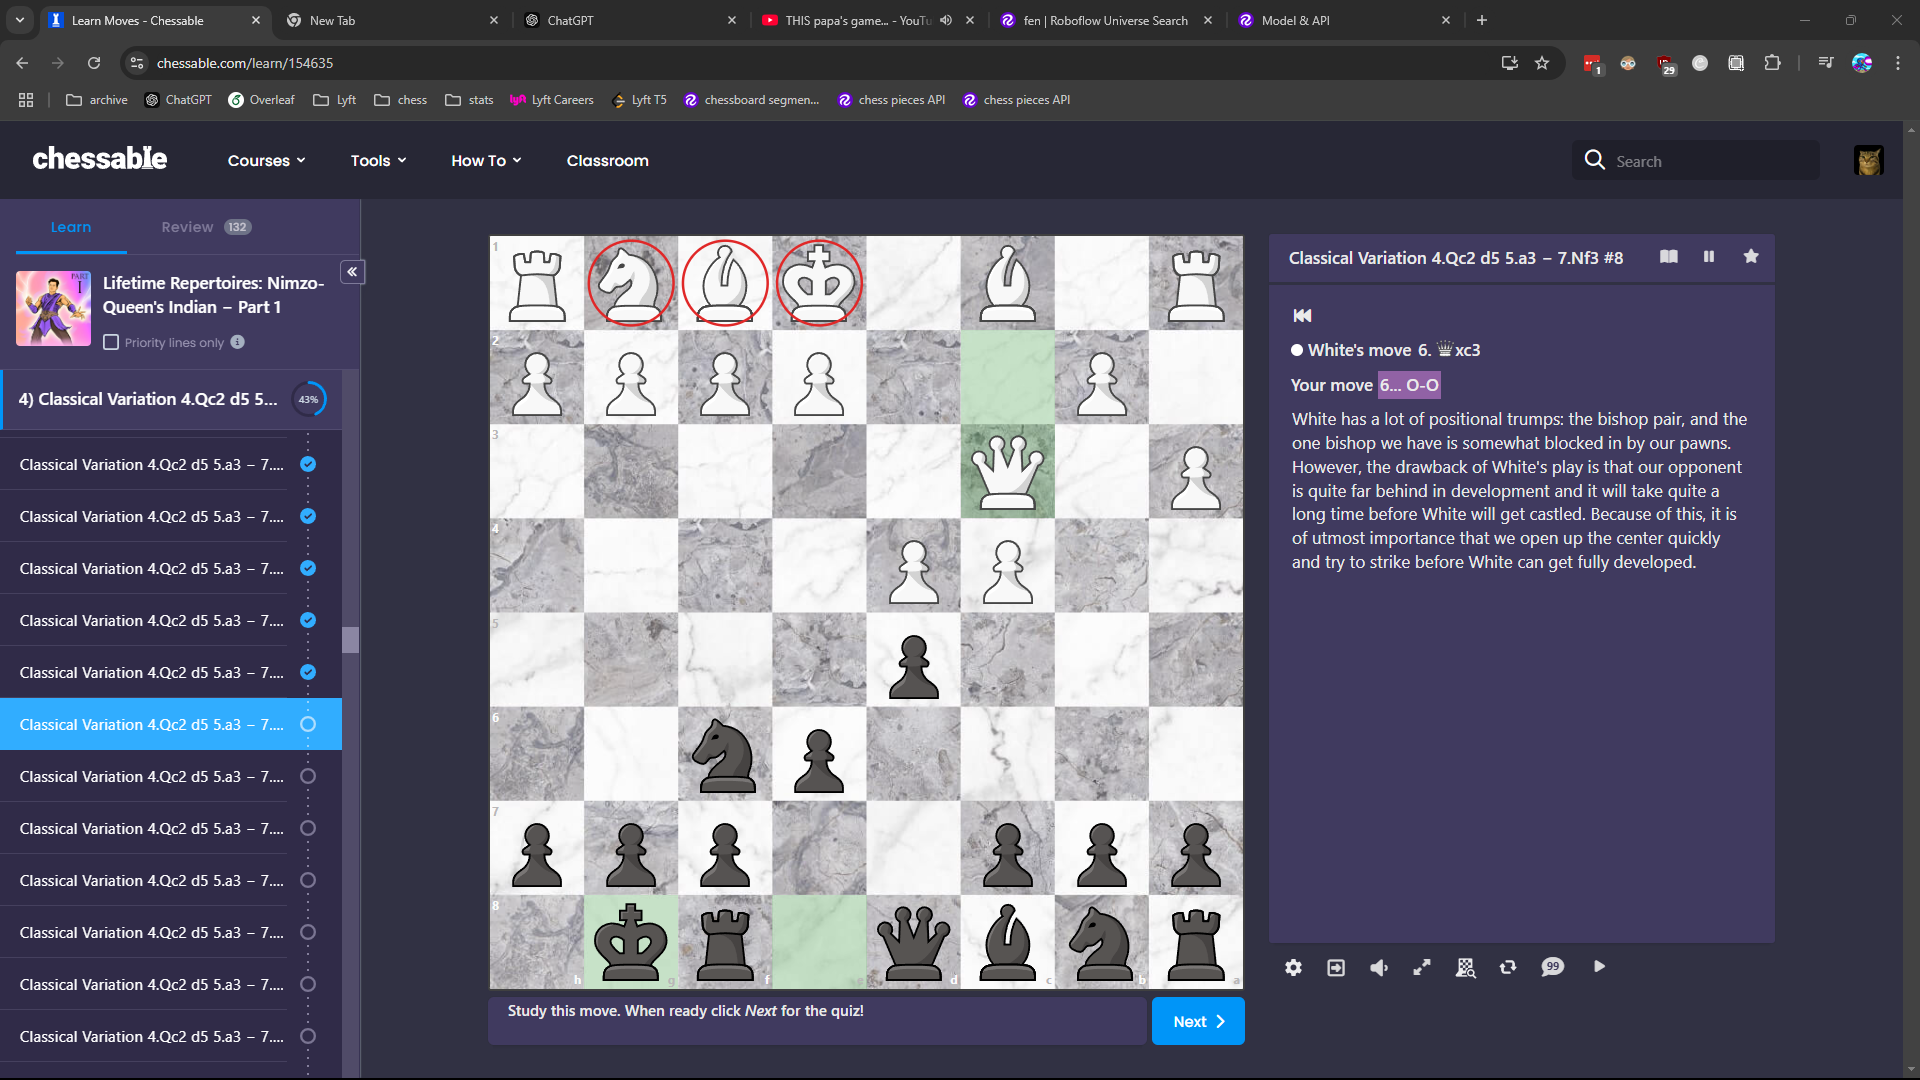 Learn Moves - Chessable
New Tab
ChatGPT
THIS papa's game... - YouTu
fen | Roboflow Universe Search
Model & API
chessable.com/learn/154635
1
29
archive
ChatGPT
Overleaf
Lyft
chess
stats
Lyft Careers
Lyft T5
chessboard segmen...
chess pieces API
chess pieces API
chessable
Courses
Tools
How To
Classroom
Search
Learn
Review 132
PART I
Lifetime Repertoires: Nimzo-
Queen's Indian – Part 1
Priority lines only
4) Classical Variation 4.Qc2 d5 5...
43%
Classical Variation 4.Qc2 d5 5.a3 – 7....
Classical Variation 4.Qc2 d5 5.a3 – 7....
Classical Variation 4.Qc2 d5 5.a3 – 7....
Classical Variation 4.Qc2 d5 5.a3 – 7....
Classical Variation 4.Qc2 d5 5.a3 – 7....
Classical Variation 4.Qc2 d5 5.a3 – 7....
Classical Variation 4.Qc2 d5 5.a3 – 7....
Classical Variation 4.Qc2 d5 5.a3 – 7....
Classical Variation 4.Qc2 d5 5.a3 – 7....
Classical Variation 4.Qc2 d5 5.a3 – 7....
Classical Variation 4.Qc2 d5 5.a3 – 7....
Classical Variation 4.Qc2 d5 5.a3 – 7....
1
2
3
4
5
6
7
8
h g f e d c b a
Study this move. When ready click Next for the quiz!
Next
Classical Variation 4.Qc2 d5 5.a3 – 7.Nf3 #8
White's move 6. ♕xc3
Your move 6... O-O
White has a lot of positional trumps: the bishop pair, and the
one bishop we have is somewhat blocked in by our pawns.
However, the drawback of White's play is that our opponent
is quite far behind in development and it will take quite a
long time before White will get castled. Because of this, it is
of utmost importance that we open up the center quickly
and try to strike before White can get fully developed.
99